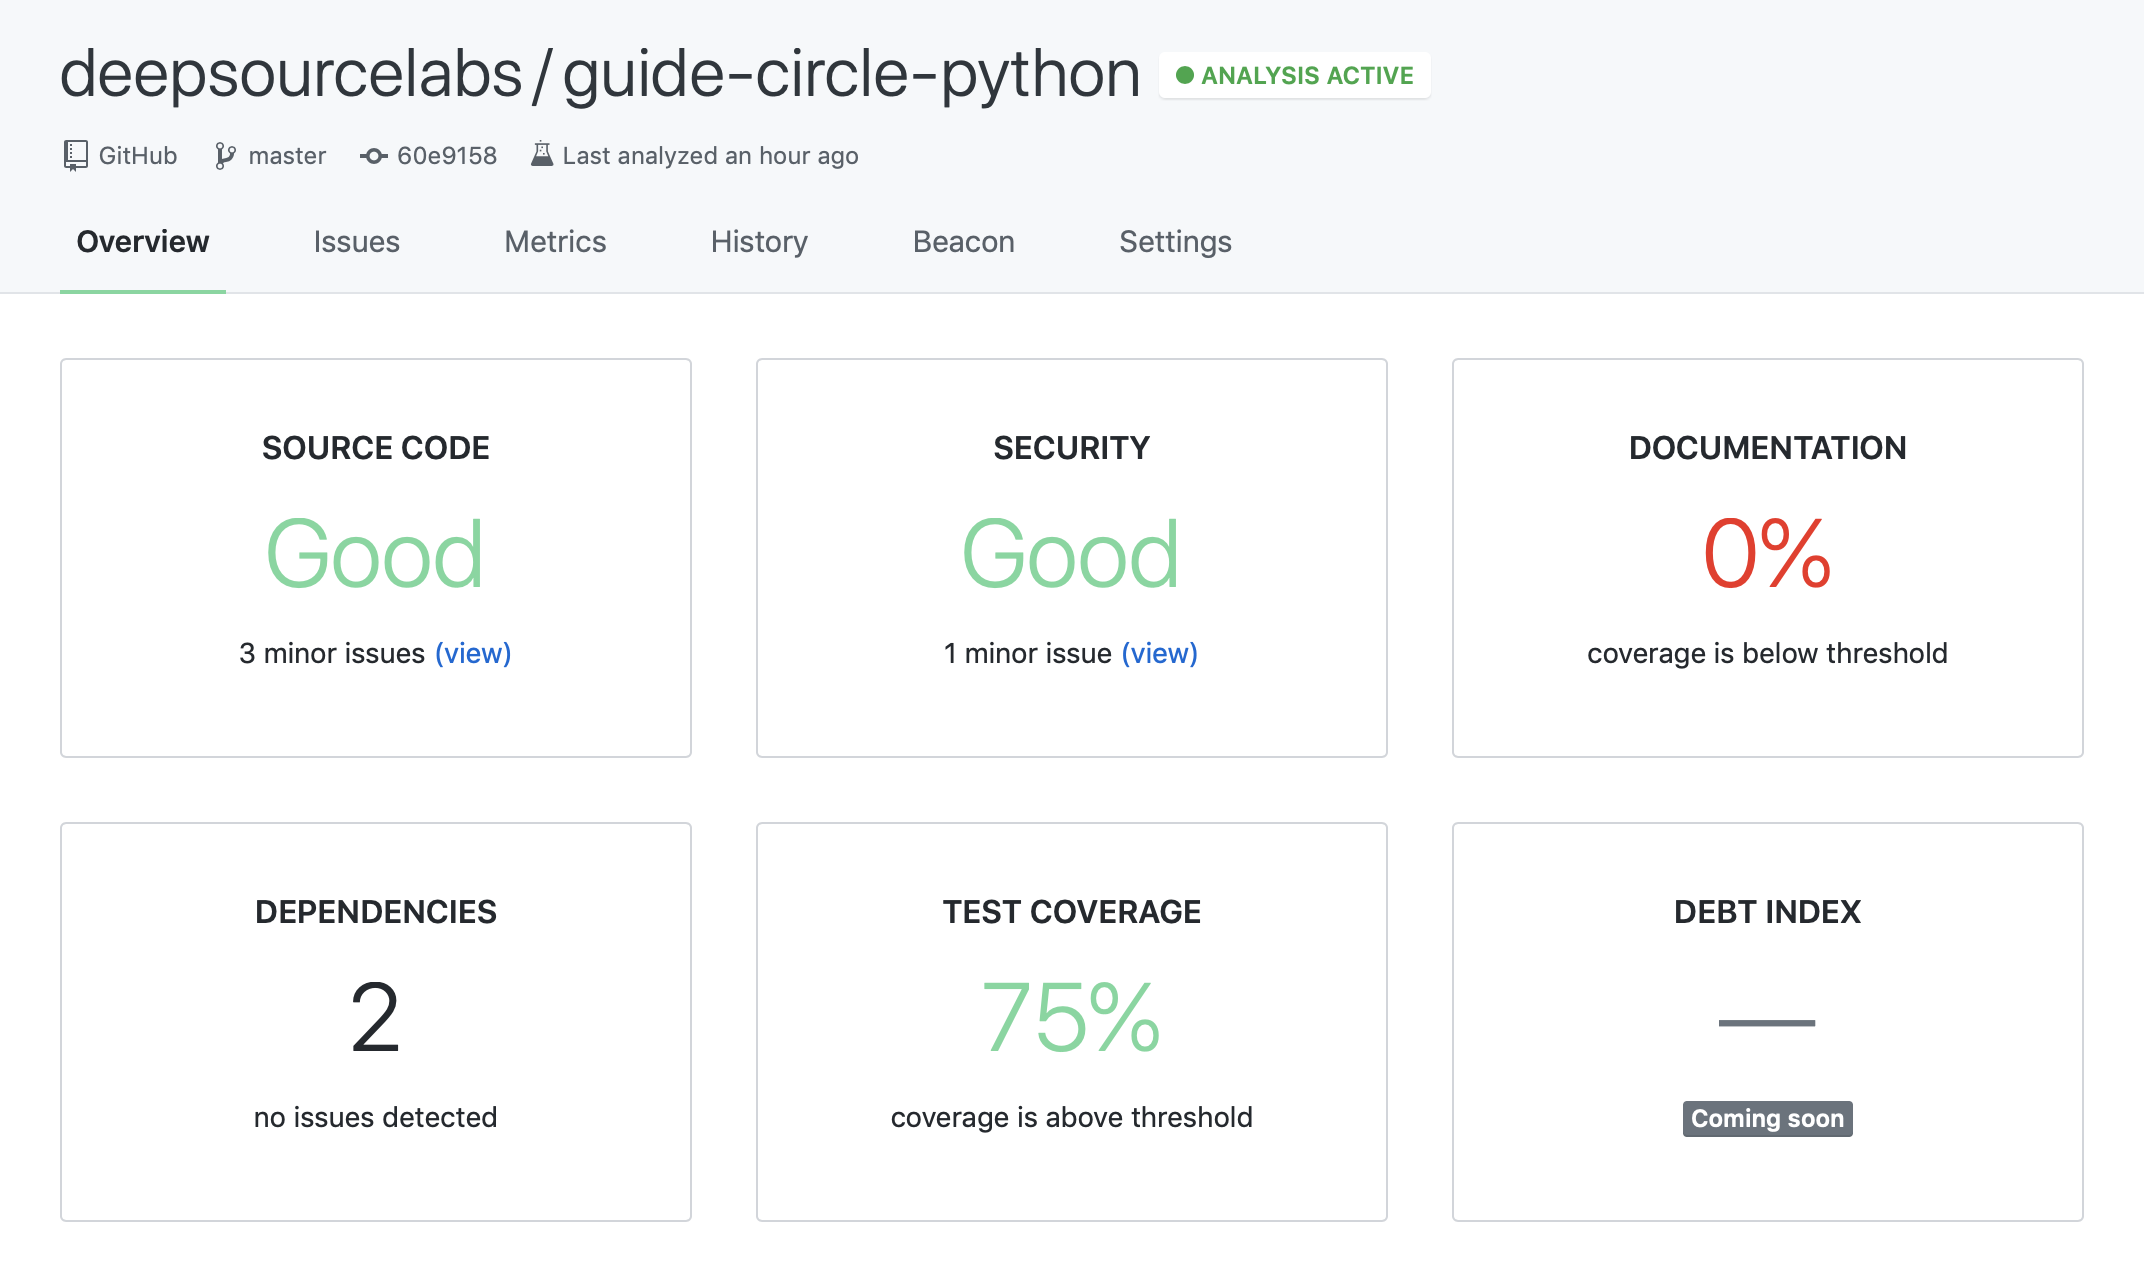 deepsourcelabs / guide-circle-python ANALYSIS ACTIVE
GitHub master 60e9158 Last analyzed an hour ago
Overview Issues Metrics History Beacon Settings
SOURCE CODE
Good
3 minor issues (view)
SECURITY
Good
1 minor issue (view)
DOCUMENTATION
0%
coverage is below threshold
DEPENDENCIES
2
no issues detected
TEST COVERAGE
75%
coverage is above threshold
DEBT INDEX
—
Coming soon